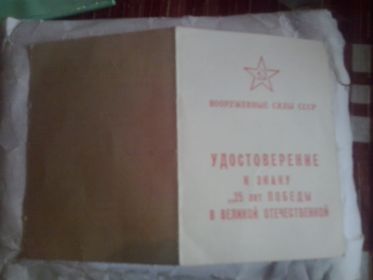 ВООРУЖЕННЫЕ СИЛЫ СССР
УДОСТОВЕРЕНИЕ
К ЗНАКУ
„25 ЛЕТ ПОБЕДЫ
В ВЕЛИКОЙ ОТЕЧЕСТВЕННОЙ